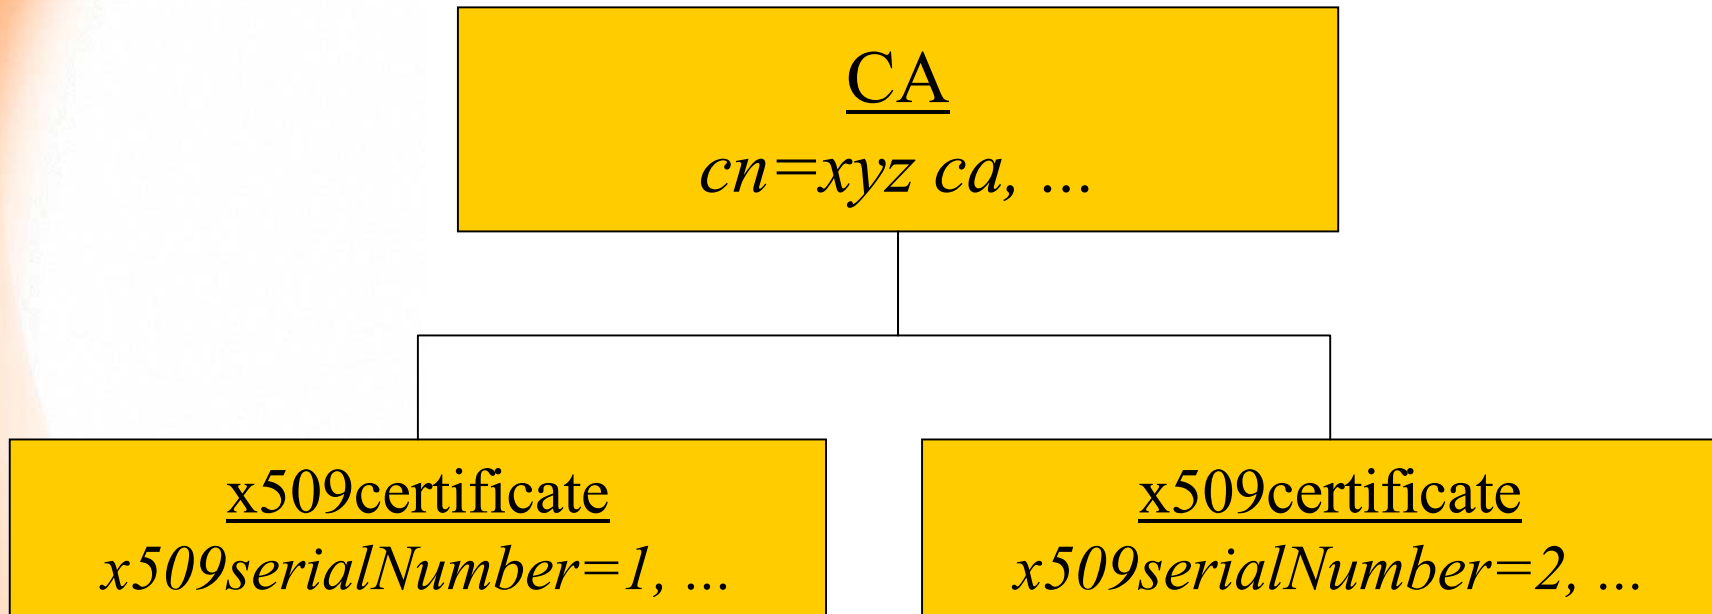 CA
cn=xyz ca, ...
x509certificate
x509serialNumber=1, ...
x509certificate
x509serialNumber=2, ...